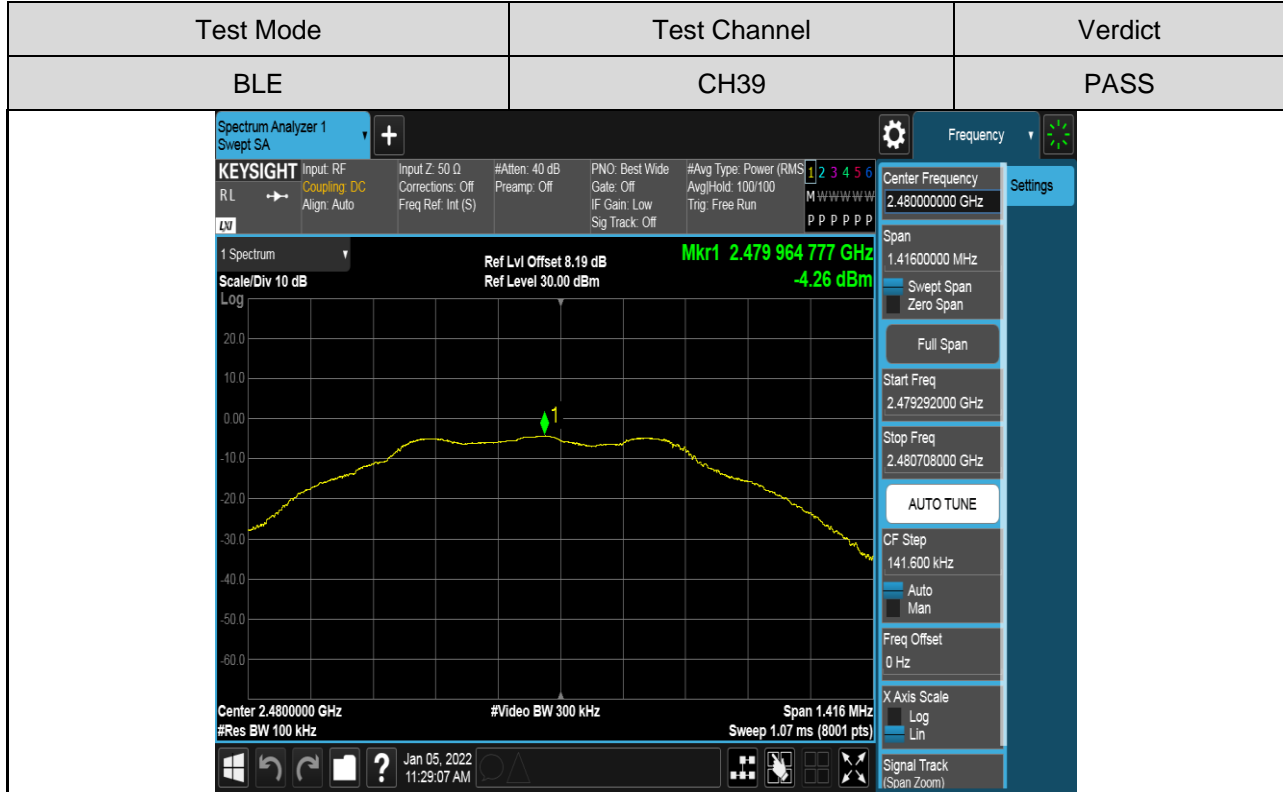 Test Mode Test Channel Verdict
BLE CH39 PASS
Spectrum Analyzer 1
Swept SA
+
Frequency
KEYSIGHT
R L
LXI
Input: RF
Coupling: DC
Align: Auto
Input Z: 50 Ω
Corrections: Off
Freq Ref: Int (S)
#Atten: 40 dB
Preamp: Off
PNO: Best Wide
Gate: Off
IF Gain: Low
Sig Track: Off
#Avg Type: Power (RMS
Avg|Hold: 100/100
Trig: Free Run
1 2 3 4 5 6
M W W W W W
P P P P P P
1 Spectrum
Scale/Div 10 dB
Log
Ref Lvl Offset 8.19 dB
Ref Level 30.00 dBm
Mkr1 2.479 964 777 GHz
-4.26 dBm
20.0
10.0
0.00
-10.0
-20.0
-30.0
-40.0
-50.0
-60.0
1
Center 2.4800000 GHz
#Res BW 100 kHz
#Video BW 300 kHz
Span 1.416 MHz
Sweep 1.07 ms (8001 pts)
?
Jan 05, 2022
11:29:07 AM
Center Frequency
2.480000000 GHz
Settings
Span
1.41600000 MHz
Swept Span
Zero Span
Full Span
Start Freq
2.479292000 GHz
Stop Freq
2.480708000 GHz
AUTO TUNE
CF Step
141.600 kHz
Auto
Man
Freq Offset
0 Hz
X Axis Scale
Log
Lin
Signal Track
(Span Zoom)